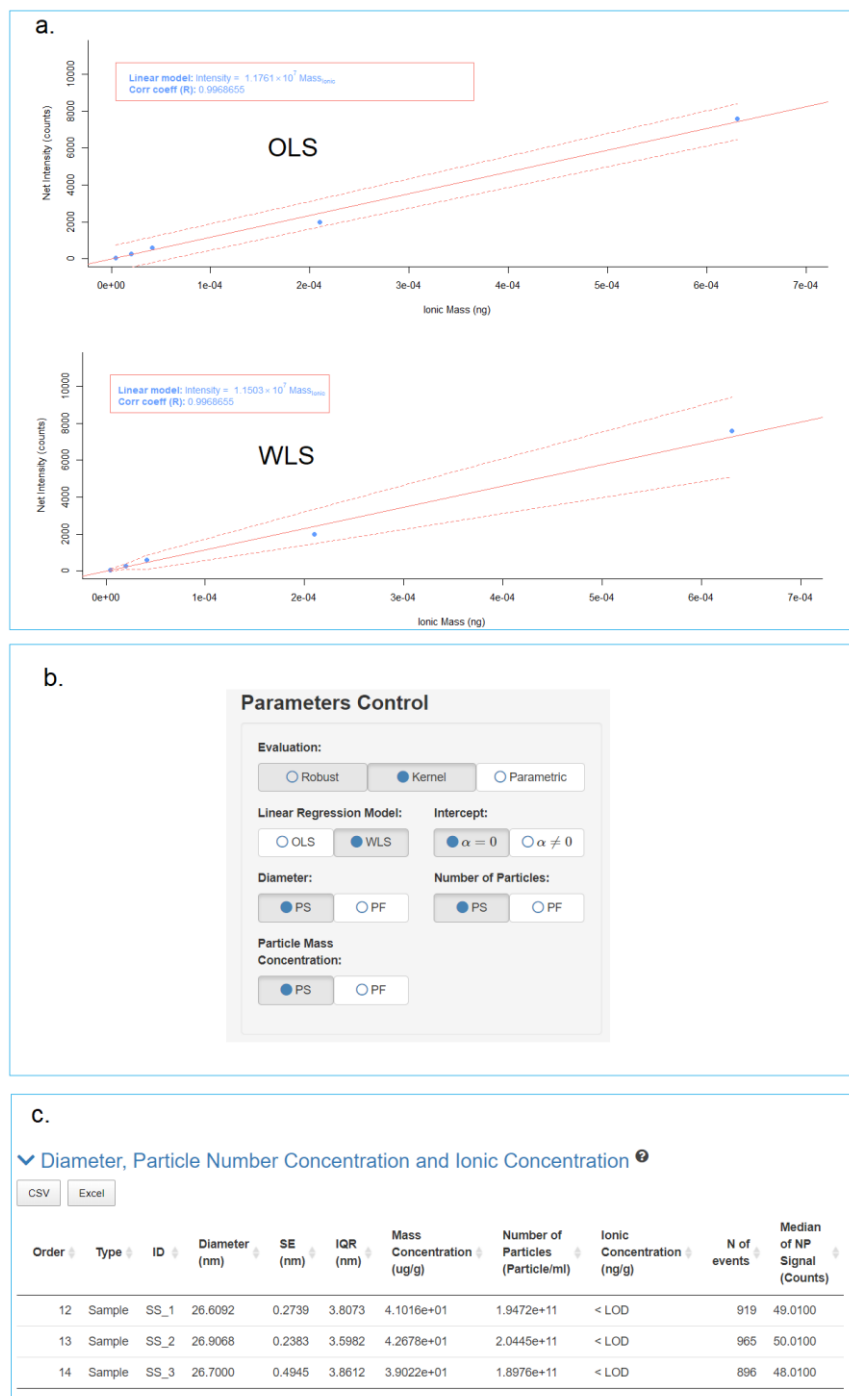 a.
Linear model: Intensity = 1.1761 × 10^7 Mass_Ionic
Corr coeff (R): 0.9968655
OLS
Net Intensity (counts)
10000
8000
6000
4000
2000
0
0e+00 1e-04 2e-04 3e-04 4e-04 5e-04 6e-04 7e-04
Ionic Mass (ng)
Linear model: Intensity = 1.1503 × 10^7 Mass_Ionic
Corr coeff (R): 0.9968655
WLS
Net Intensity (counts)
10000
8000
6000
4000
2000
0
0e+00 1e-04 2e-04 3e-04 4e-04 5e-04 6e-04 7e-04
Ionic Mass (ng)
b.
Parameters Control
Evaluation:
Robust Kernel Parametric
Linear Regression Model: Intercept:
OLS WLS α = 0 α ≠ 0
Diameter: Number of Particles:
PS PF PS PF
Particle Mass
Concentration:
PS PF
c.
Diameter, Particle Number Concentration and Ionic Concentration ?
CSV Excel
Order Type ID Diameter (nm) SE (nm) IQR (nm) Mass Concentration (ug/g) Number of Particles (Particle/ml) Ionic Concentration (ng/g) N of events Median of NP Signal (Counts)
12 Sample SS_1 26.6092 0.2739 3.8073 4.1016e+01 1.9472e+11 < LOD 919 49.0100
13 Sample SS_2 26.9068 0.2383 3.5982 4.2678e+01 2.0445e+11 < LOD 965 50.0100
14 Sample SS_3 26.7000 0.4945 3.8612 3.9022e+01 1.8976e+11 < LOD 896 48.0100